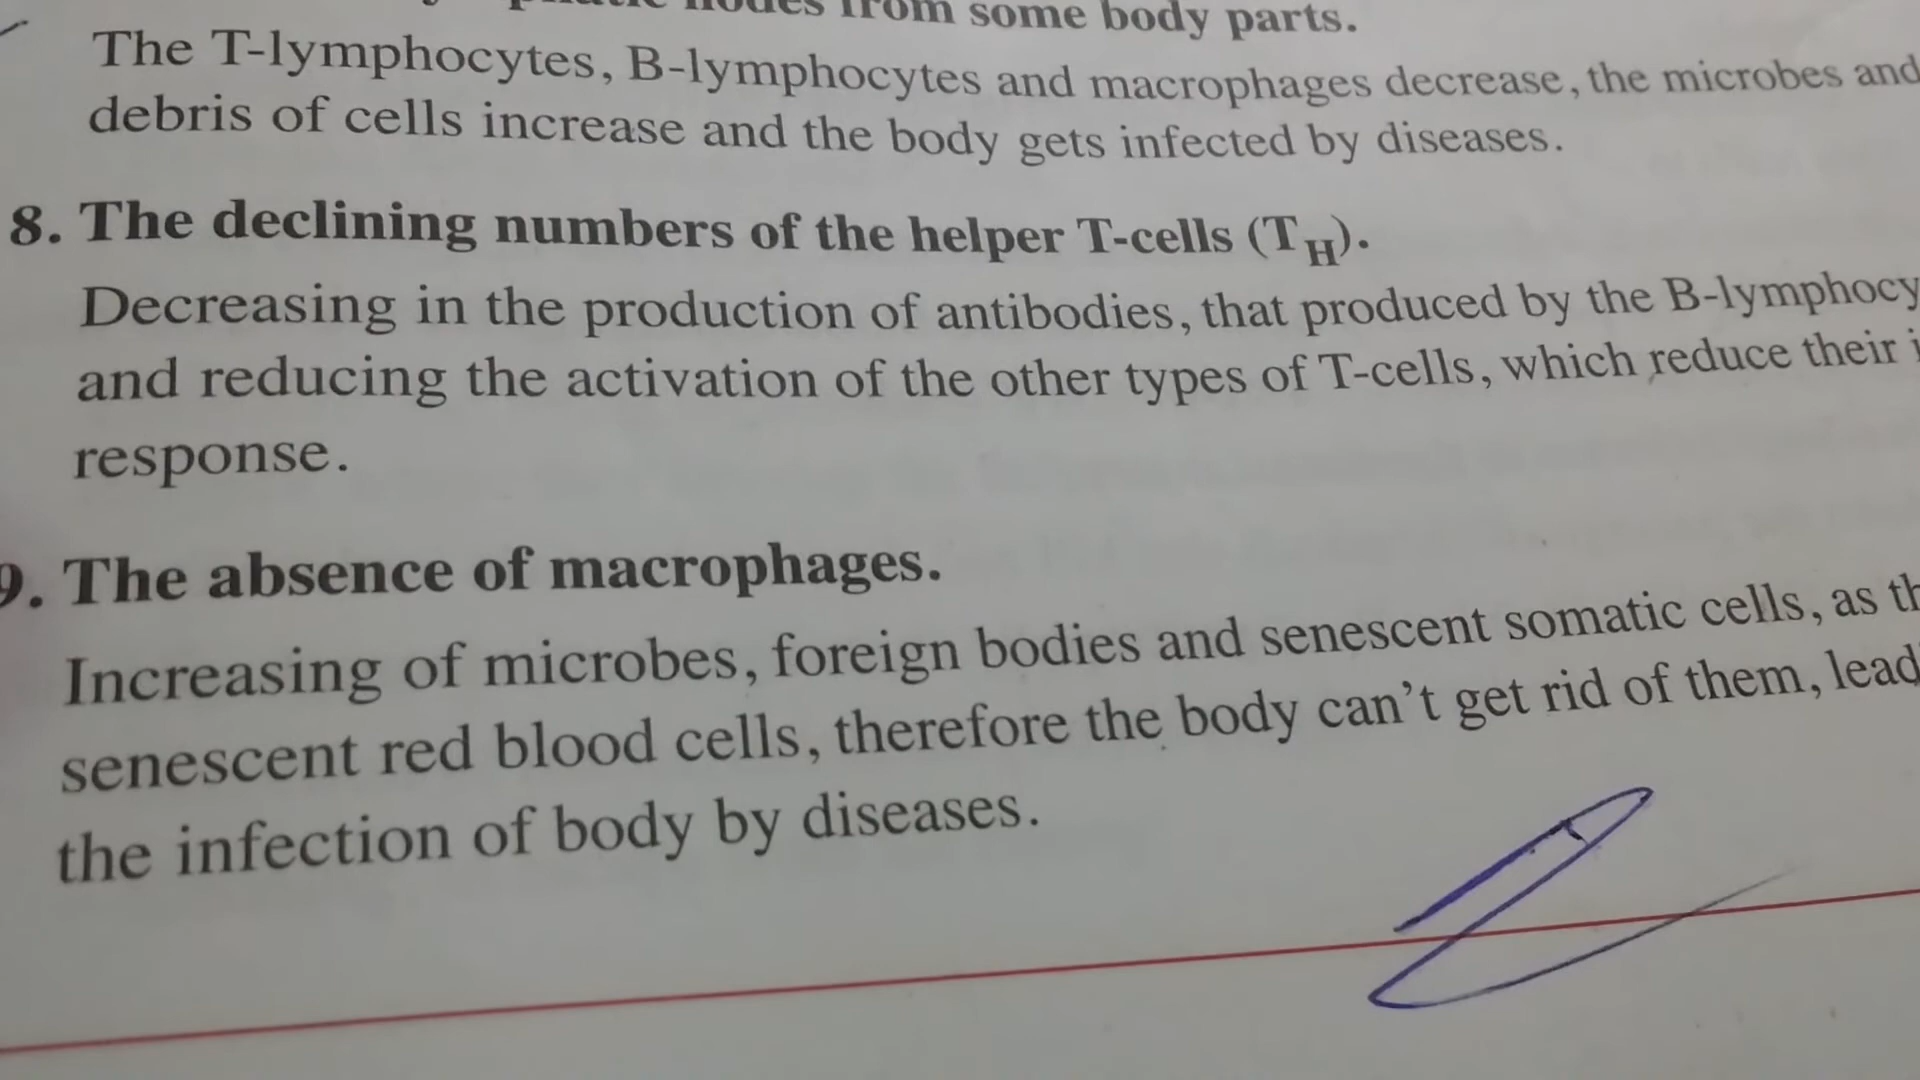 nodes from some body parts.
The T-lymphocytes, B-lymphocytes and macrophages decrease, the microbes and
debris of cells increase and the body gets infected by diseases.
8. The declining numbers of the helper T-cells (TH).
Decreasing in the production of antibodies, that produced by the B-lymphocy
and reducing the activation of the other types of T-cells, which reduce their i
response.
9. The absence of macrophages.
Increasing of microbes, foreign bodies and senescent somatic cells, as th
senescent red blood cells, therefore the body can't get rid of them, lead
the infection of body by diseases.